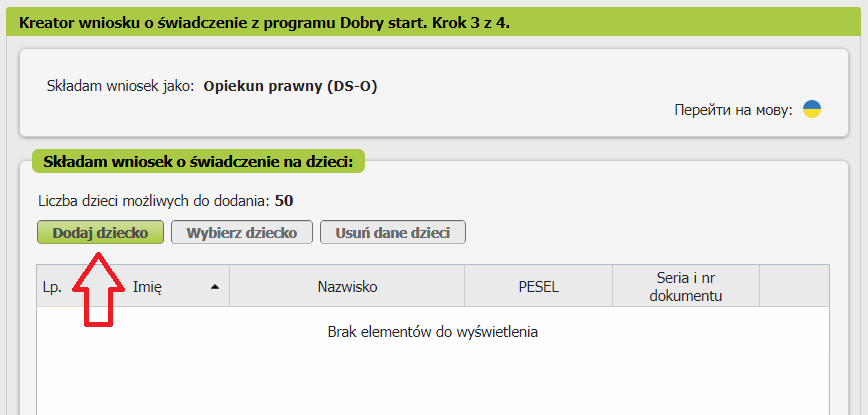 Kreator wniosku o świadczenie z programu Dobry start. Krok 3 z 4.
Składam wniosek jako: Opiekun prawny (DS-O)
Перейти на мову:
Składam wniosek o świadczenie na dzieci:
Liczba dzieci możliwych do dodania: 50
Dodaj dziecko Wybierz dziecko Usuń dane dzieci
Lp. Imię Nazwisko PESEL Seria i nr
dokumentu
Brak elementów do wyświetlenia